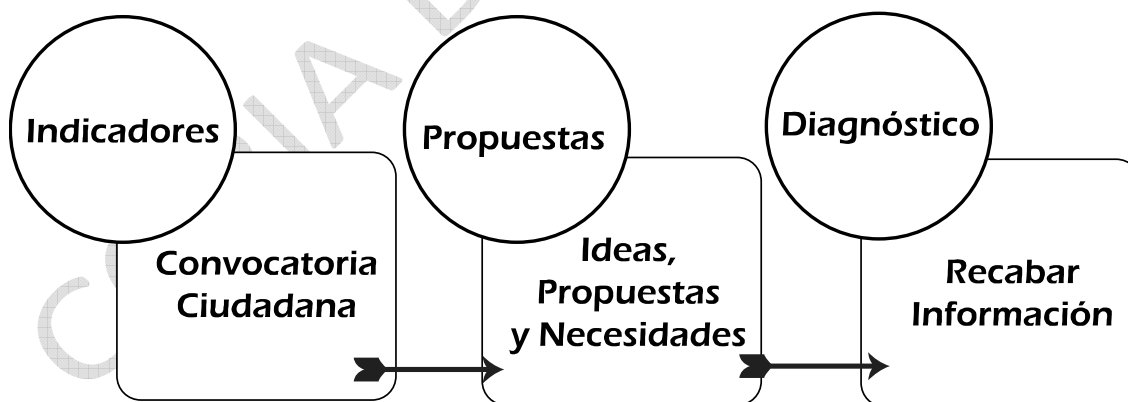 Indicadores
Convocatoria
Ciudadana
Propuestas
Ideas,
Propuestas
y Necesidades
Diagnóstico
Recabar
Información